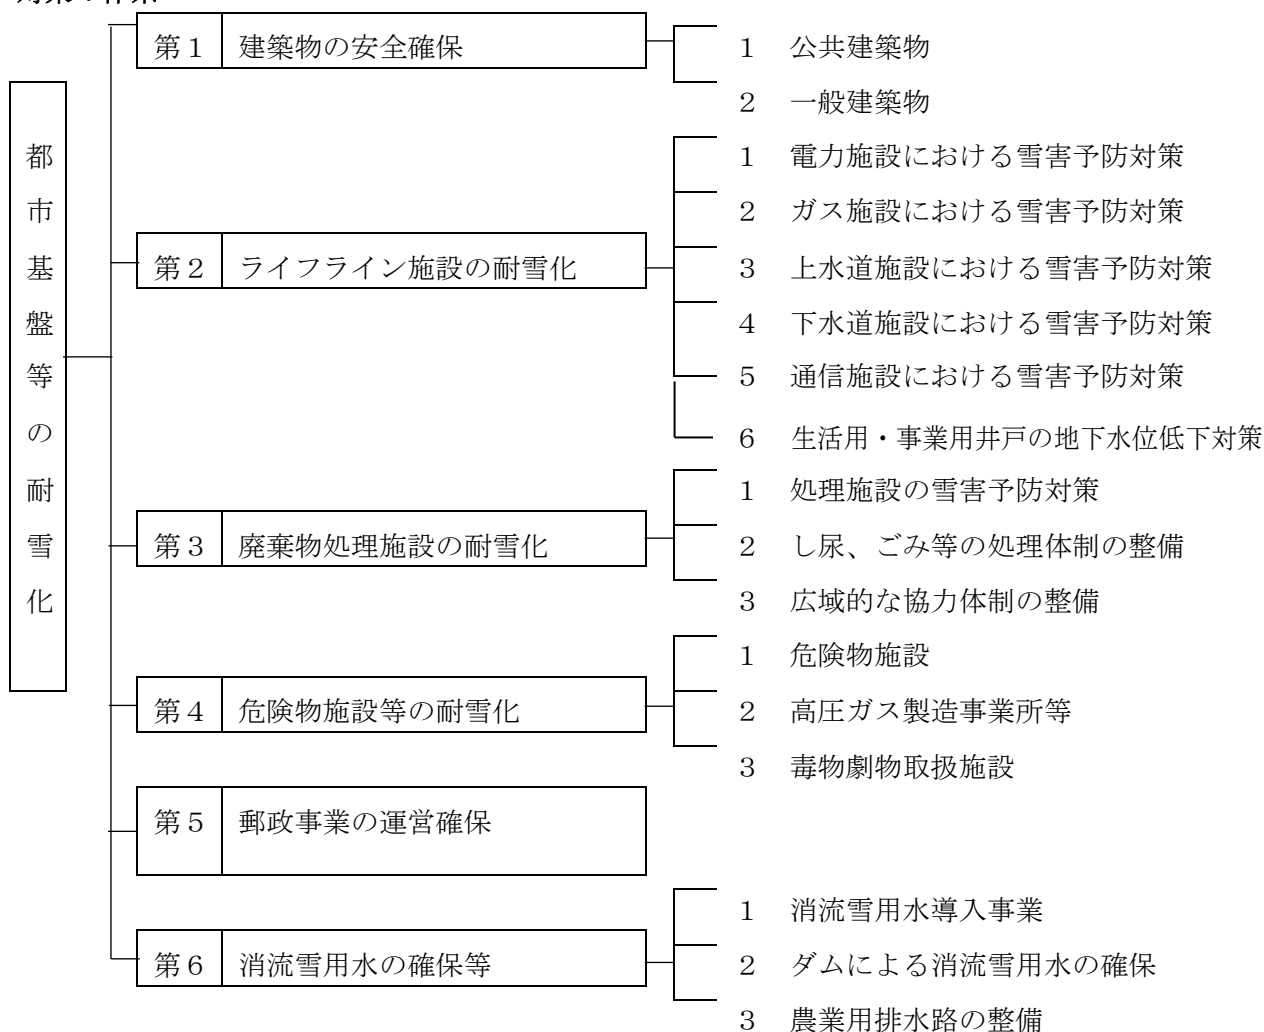 都市基盤等の耐雪化
第１ 建築物の安全確保
１ 公共建築物
２ 一般建築物
第２ ライフライン施設の耐雪化
１ 電力施設における雪害予防対策
２ ガス施設における雪害予防対策
３ 上水道施設における雪害予防対策
４ 下水道施設における雪害予防対策
５ 通信施設における雪害予防対策
６ 生活用・事業用井戸の地下水位低下対策
第３ 廃棄物処理施設の耐雪化
１ 処理施設の雪害予防対策
２ し尿、ごみ等の処理体制の整備
３ 広域的な協力体制の整備
第４ 危険物施設等の耐雪化
１ 危険物施設
２ 高圧ガス製造事業所等
３ 毒物劇物取扱施設
第５ 郵政事業の運営確保
第６ 消流雪用水の確保等
１ 消流雪用水導入事業
２ ダムによる消流雪用水の確保
３ 農業用排水路の整備